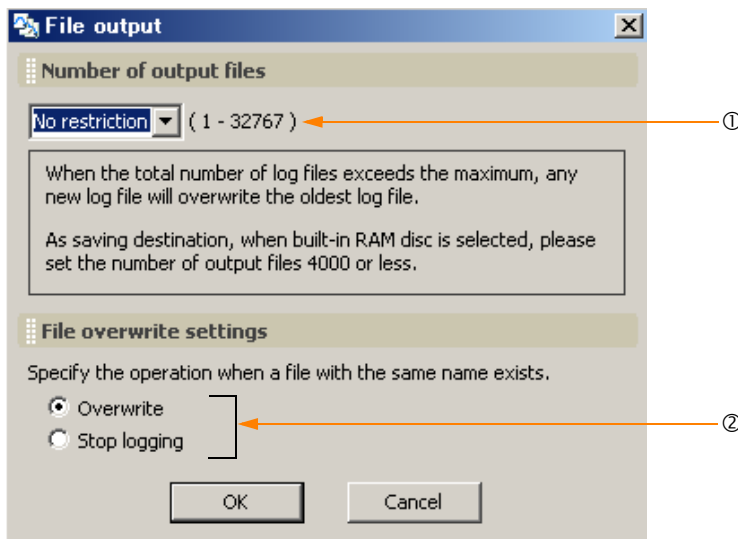 File output
Number of output files
No restriction ( 1 - 32767 )
①
When the total number of log files exceeds the maximum, any
new log file will overwrite the oldest log file.
As saving destination, when built-in RAM disc is selected, please
set the number of output files 4000 or less.
File overwrite settings
Specify the operation when a file with the same name exists.
Overwrite
②
Stop logging
OK Cancel